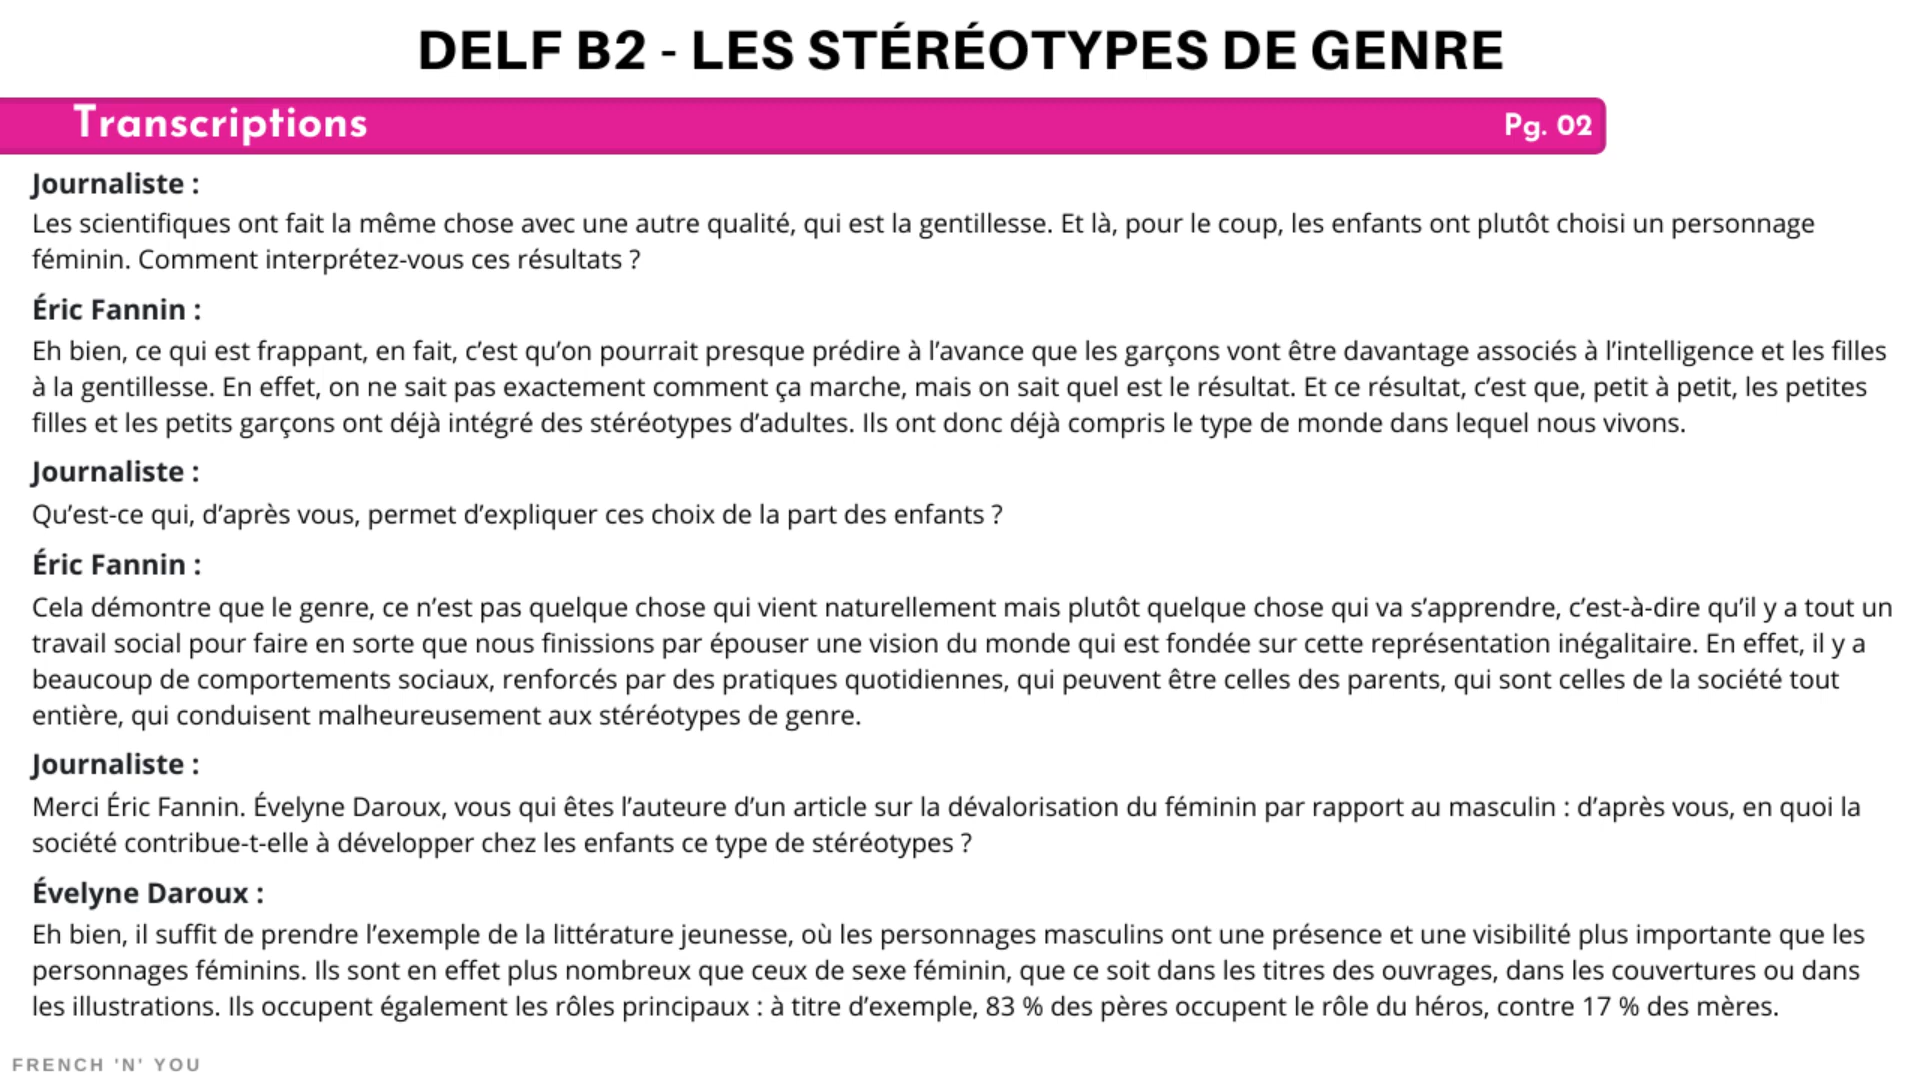 DELF B2 - LES STÉRÉOTYPES DE GENRE
Transcriptions
Pg. 02
Journaliste :
Les scientifiques ont fait la même chose avec une autre qualité, qui est la gentillesse. Et là, pour le coup, les enfants ont plutôt choisi un personnage
féminin. Comment interprétez-vous ces résultats ?
Éric Fannin :
Eh bien, ce qui est frappant, en fait, c’est qu’on pourrait presque prédire à l’avance que les garçons vont être davantage associés à l’intelligence et les filles
à la gentillesse. En effet, on ne sait pas exactement comment ça marche, mais on sait quel est le résultat. Et ce résultat, c’est que, petit à petit, les petites
filles et les petits garçons ont déjà intégré des stéréotypes d’adultes. Ils ont donc déjà compris le type de monde dans lequel nous vivons.
Journaliste :
Qu’est-ce qui, d’après vous, permet d’expliquer ces choix de la part des enfants ?
Éric Fannin :
Cela démontre que le genre, ce n’est pas quelque chose qui vient naturellement mais plutôt quelque chose qui va s’apprendre, c’est-à-dire qu’il y a tout un
travail social pour faire en sorte que nous finissions par épouser une vision du monde qui est fondée sur cette représentation inégalitaire. En effet, il y a
beaucoup de comportements sociaux, renforcés par des pratiques quotidiennes, qui peuvent être celles des parents, qui sont celles de la société tout
entière, qui conduisent malheureusement aux stéréotypes de genre.
Journaliste :
Merci Éric Fannin. Évelyne Daroux, vous qui êtes l’auteure d’un article sur la dévalorisation du féminin par rapport au masculin : d’après vous, en quoi la
société contribue-t-elle à développer chez les enfants ce type de stéréotypes ?
Évelyne Daroux :
Eh bien, il suffit de prendre l’exemple de la littérature jeunesse, où les personnages masculins ont une présence et une visibilité plus importante que les
personnages féminins. Ils sont en effet plus nombreux que ceux de sexe féminin, que ce soit dans les titres des ouvrages, dans les couvertures ou dans
les illustrations. Ils occupent également les rôles principaux : à titre d’exemple, 83 % des pères occupent le rôle du héros, contre 17 % des mères.
FRENCH 'N' YOU